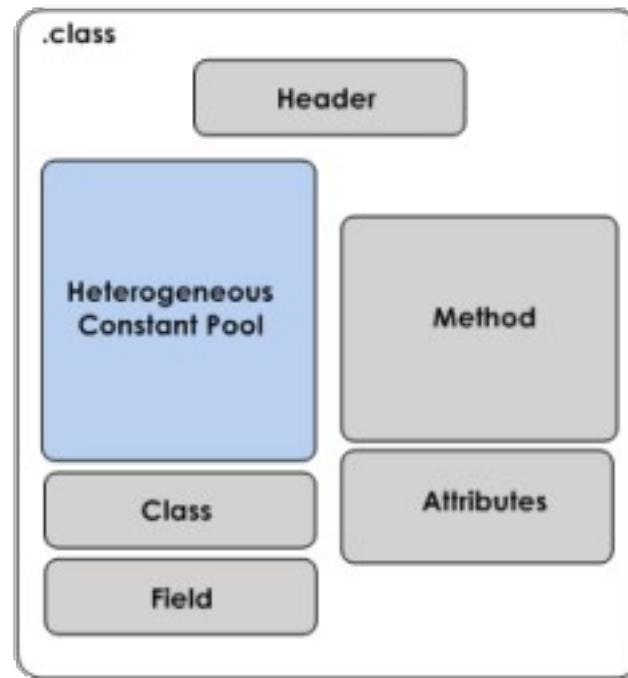 .class
Header
Heterogeneous
Constant Pool
Class
Field
Method
Attributes